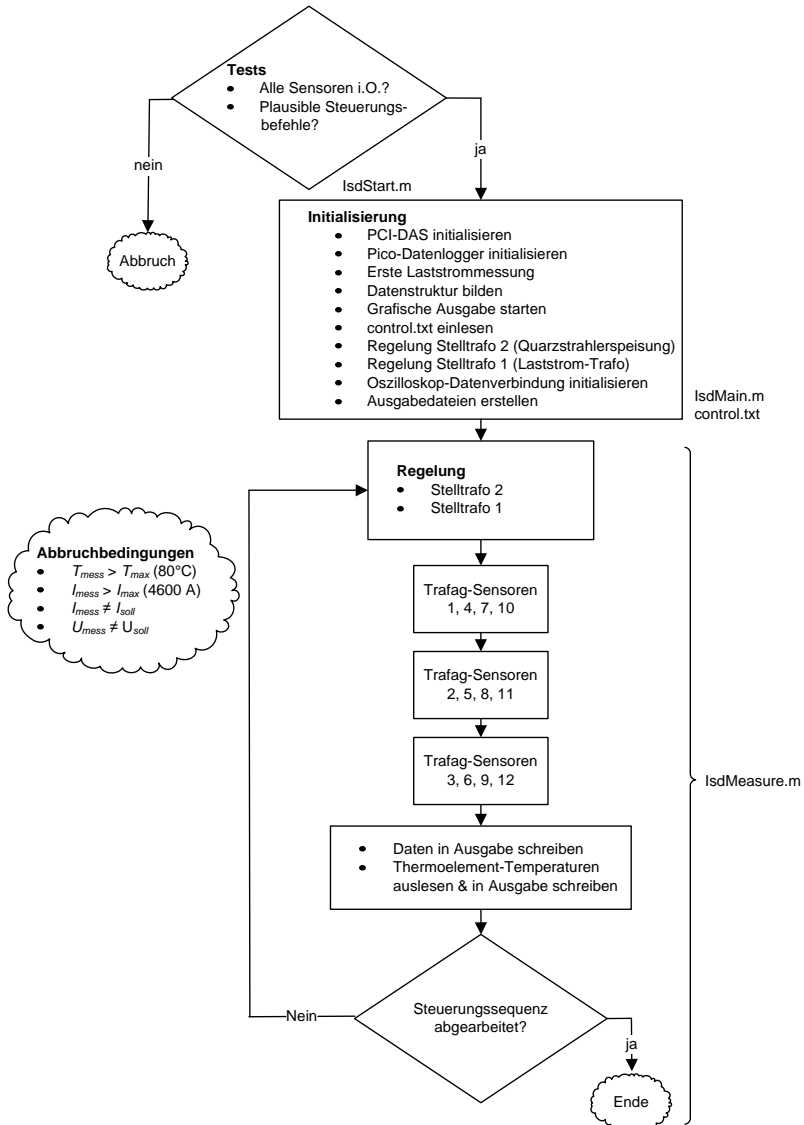 Tests
• Alle Sensoren i.O.?
• Plausible Steuerungs-
befehle?
nein
ja
Abbruch
IsdStart.m
Initialisierung
• PCI-DAS initialisieren
• Pico-Datenlogger initialisieren
• Erste Laststrommessung
• Datenstruktur bilden
• Grafische Ausgabe starten
• control.txt einlesen
• Regelung Stelltrafo 2 (Quarzstrahlerspeisung)
• Regelung Stelltrafo 1 (Laststrom-Trafo)
• Oszilloskop-Datenverbindung initialisieren
• Ausgabedateien erstellen
IsdMain.m
control.txt
Regelung
• Stelltrafo 2
• Stelltrafo 1
Abbruchbedingungen
• Tmess > Tmax (80°C)
• Imess > Imax (4600 A)
• Imess ≠ Isoll
• Umess ≠ Usoll
Trafag-Sensoren
1, 4, 7, 10
Trafag-Sensoren
2, 5, 8, 11
Trafag-Sensoren
3, 6, 9, 12
IsdMeasure.m
• Daten in Ausgabe schreiben
• Thermoelement-Temperaturen
auslesen & in Ausgabe schreiben
Steuerungssequenz
abgearbeitet?
Nein
ja
Ende